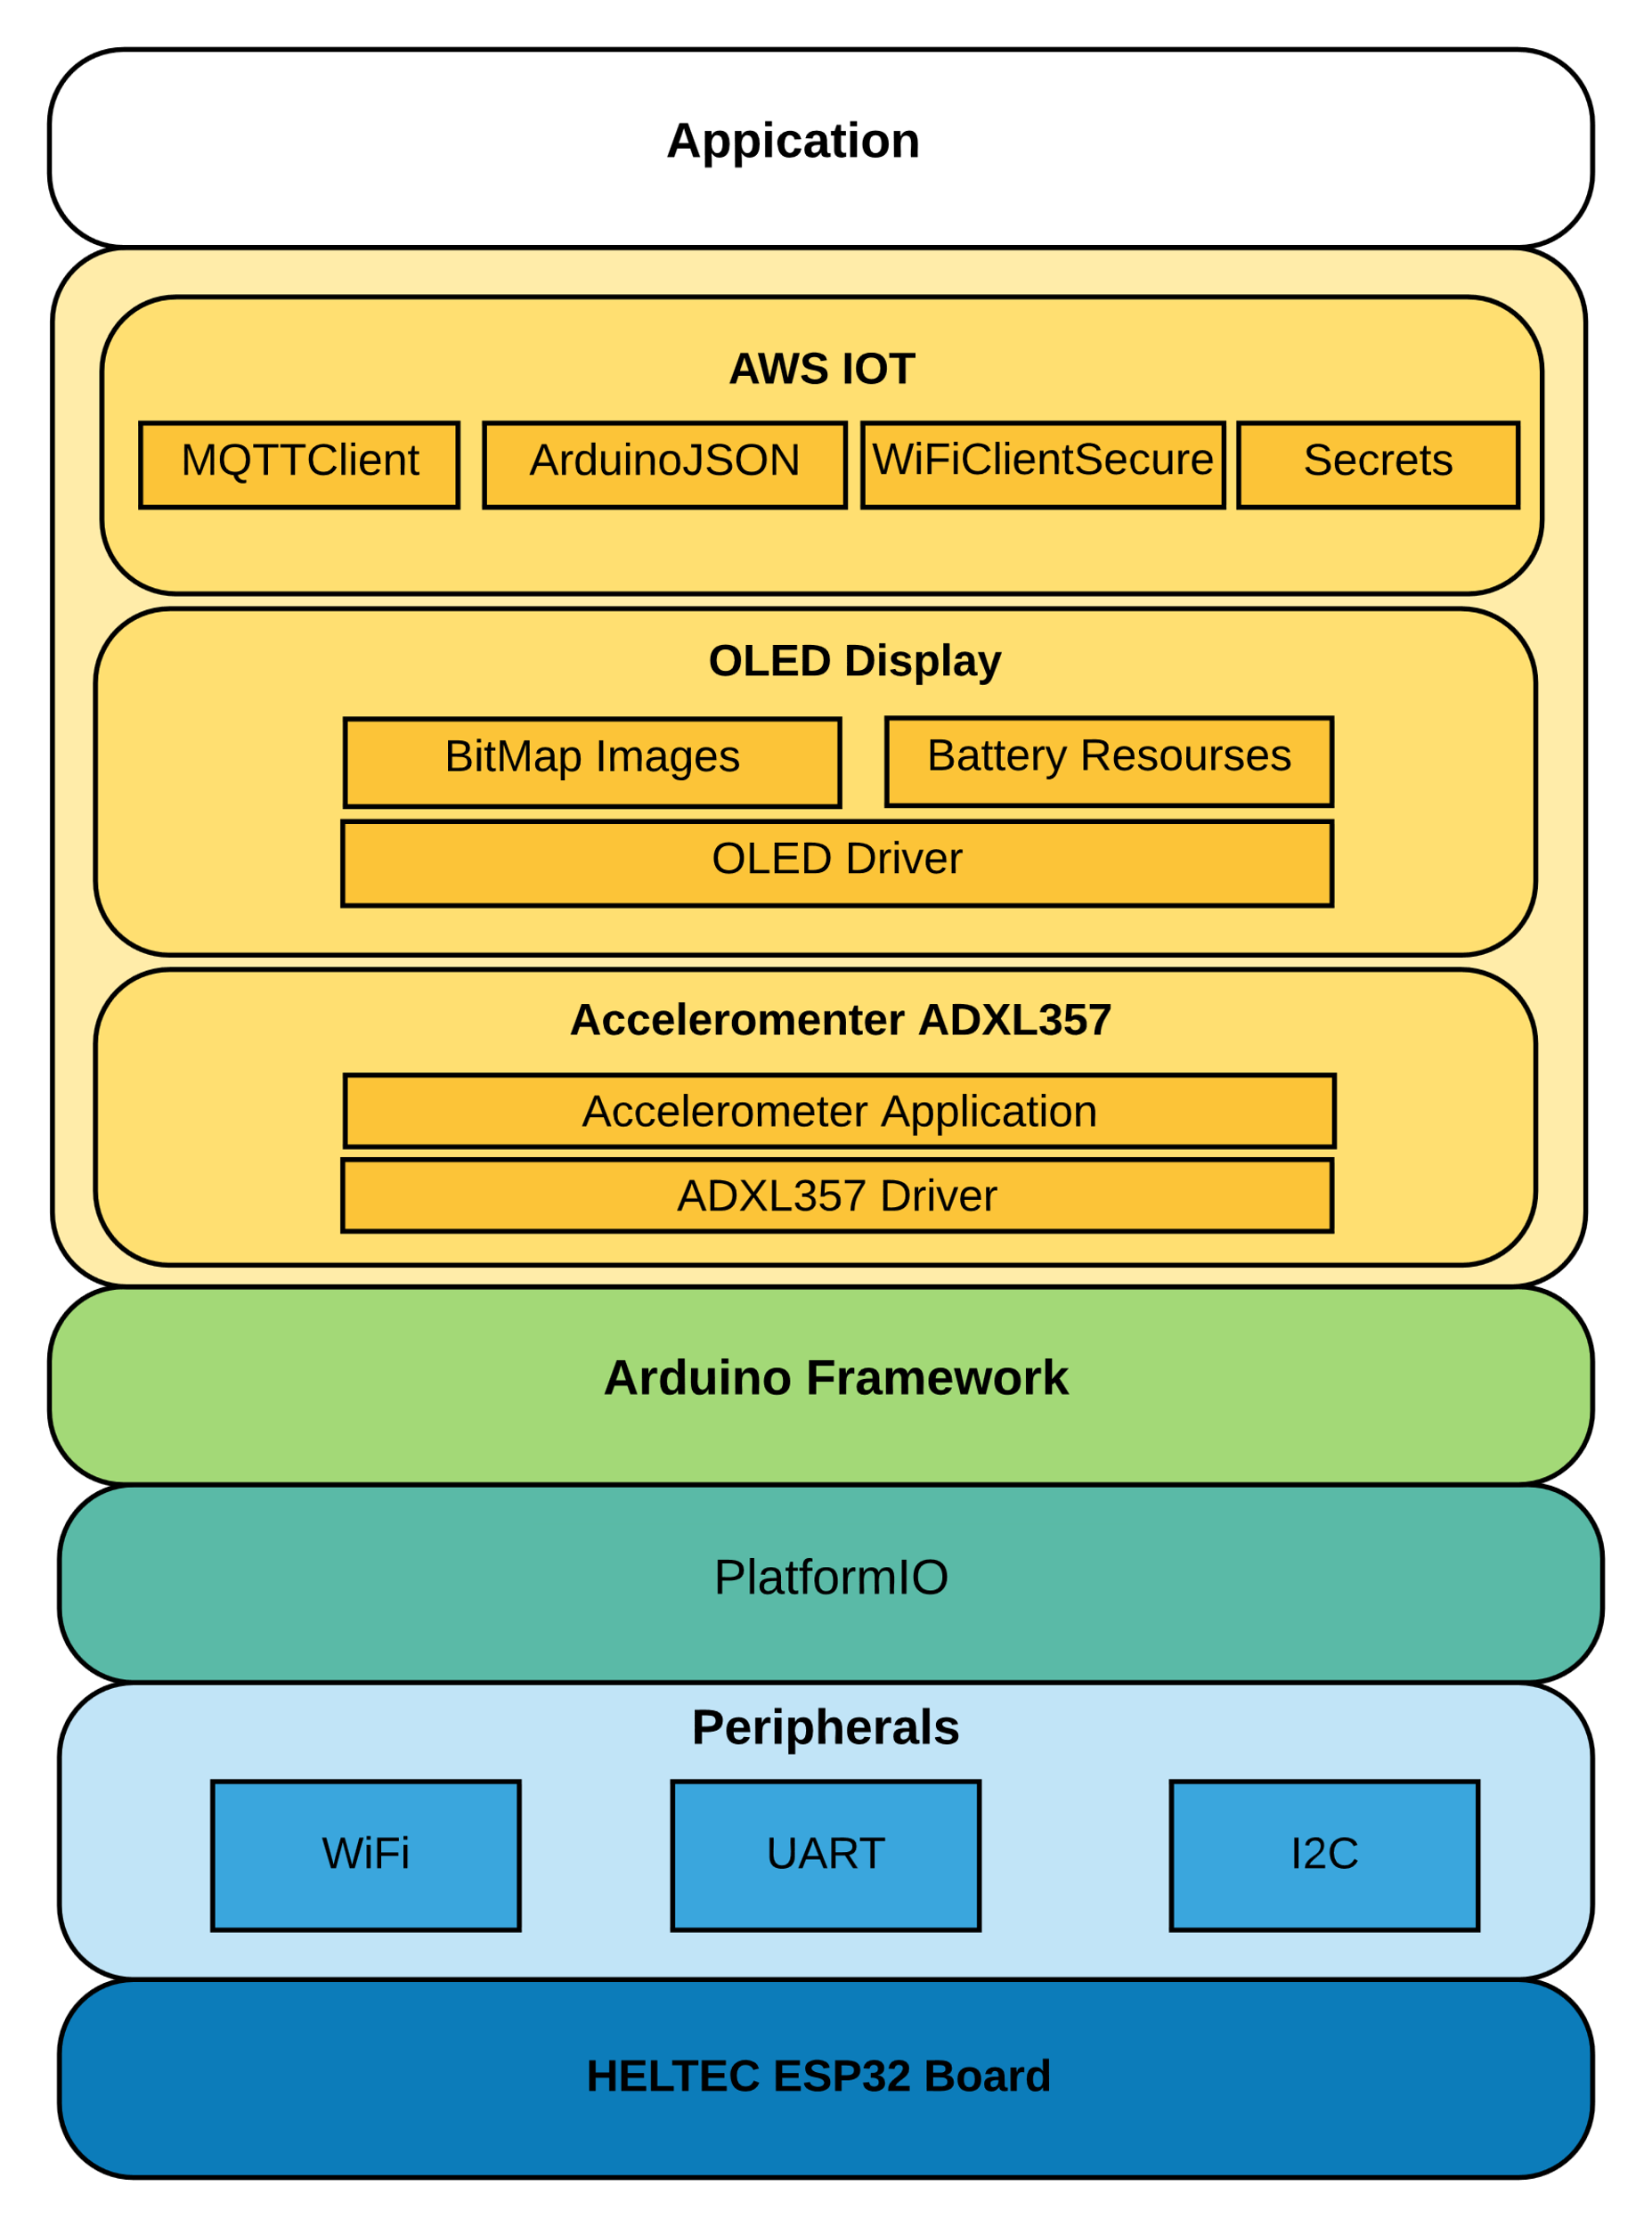 Appication
AWS IOT
MQTTClient
ArduinoJSON
WiFiClientSecure
Secrets
OLED Display
BitMap Images
Battery Resourses
OLED Driver
Acceleromenter ADXL357
Accelerometer Application
ADXL357 Driver
Arduino Framework
PlatformIO
Peripherals
WiFi
UART
I2C
HELTEC ESP32 Board